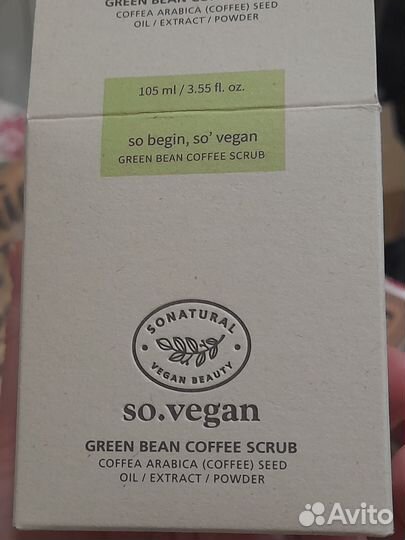 GREEN BEAN COFFEE SCRUB
COFFEA ARABICA (COFFEE) SEED
OIL / EXTRACT / POWDER
105 ml / 3.55 fl. oz.
so begin, so' vegan
GREEN BEAN COFFEE SCRUB
SONATURAL
VEGAN BEAUTY
so.vegan
GREEN BEAN COFFEE SCRUB
COFFEA ARABICA (COFFEE) SEED
OIL / EXTRACT / POWDER
Avito